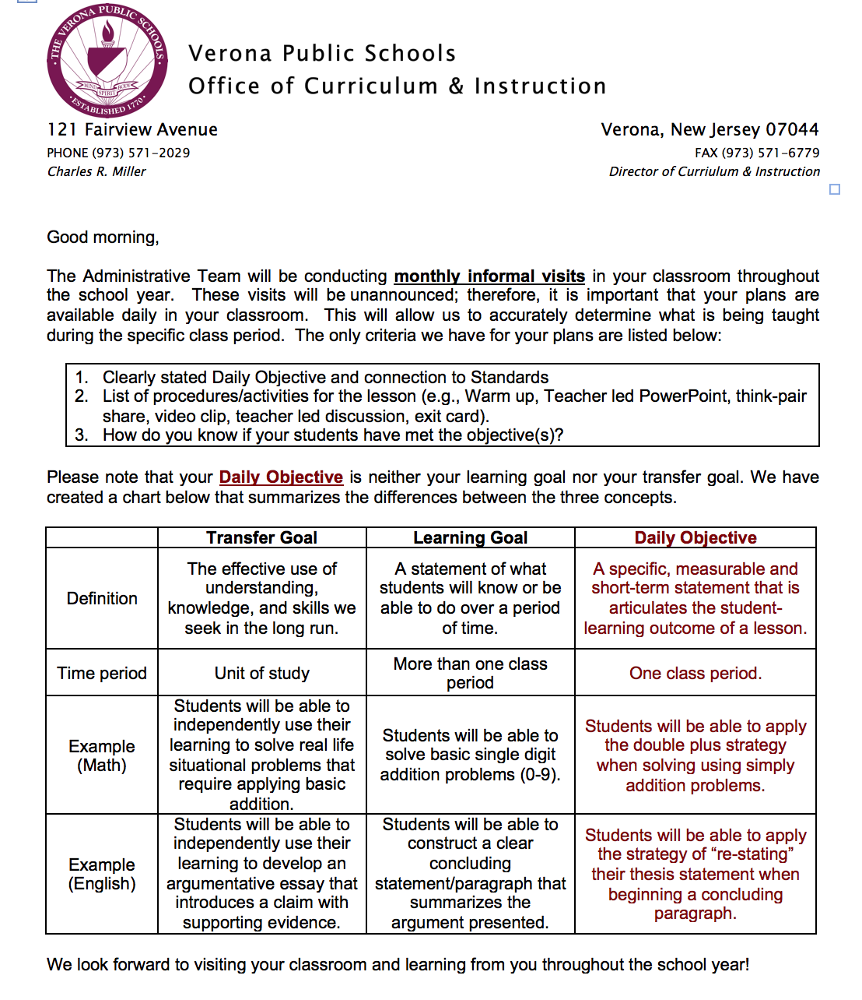 THE VERONA PUBLIC SCHOOLS
MIND SPIRIT BODY
ESTABLISHED 1770
Verona Public Schools
Office of Curriculum & Instruction
121 Fairview Avenue
Verona, New Jersey 07044
PHONE (973) 571-2029
FAX (973) 571-6779
Charles R. Miller
Director of Curriulum & Instruction
Good morning,
The Administrative Team will be conducting monthly informal visits in your classroom throughout
the school year. These visits will be unannounced; therefore, it is important that your plans are
available daily in your classroom. This will allow us to accurately determine what is being taught
during the specific class period. The only criteria we have for your plans are listed below:
1. Clearly stated Daily Objective and connection to Standards
2. List of procedures/activities for the lesson (e.g., Warm up, Teacher led PowerPoint, think-pair
share, video clip, teacher led discussion, exit card).
3. How do you know if your students have met the objective(s)?
Please note that your Daily Objective is neither your learning goal nor your transfer goal. We have
created a chart below that summarizes the differences between the three concepts.
Transfer Goal
Learning Goal
Daily Objective
Definition
The effective use of
understanding,
knowledge, and skills we
seek in the long run.
A statement of what
students will know or be
able to do over a period
of time.
A specific, measurable and
short-term statement that is
articulates the student-
learning outcome of a lesson.
Time period
Unit of study
More than one class
period
One class period.
Example
(Math)
Students will be able to
independently use their
learning to solve real life
situational problems that
require applying basic
addition.
Students will be able to
solve basic single digit
addition problems (0-9).
Students will be able to apply
the double plus strategy
when solving using simply
addition problems.
Example
(English)
Students will be able to
independently use their
learning to develop an
argumentative essay that
introduces a claim with
supporting evidence.
Students will be able to
construct a clear
concluding
statement/paragraph that
summarizes the
argument presented.
Students will be able to apply
the strategy of “re-stating”
their thesis statement when
beginning a concluding
paragraph.
We look forward to visiting your classroom and learning from you throughout the school year!